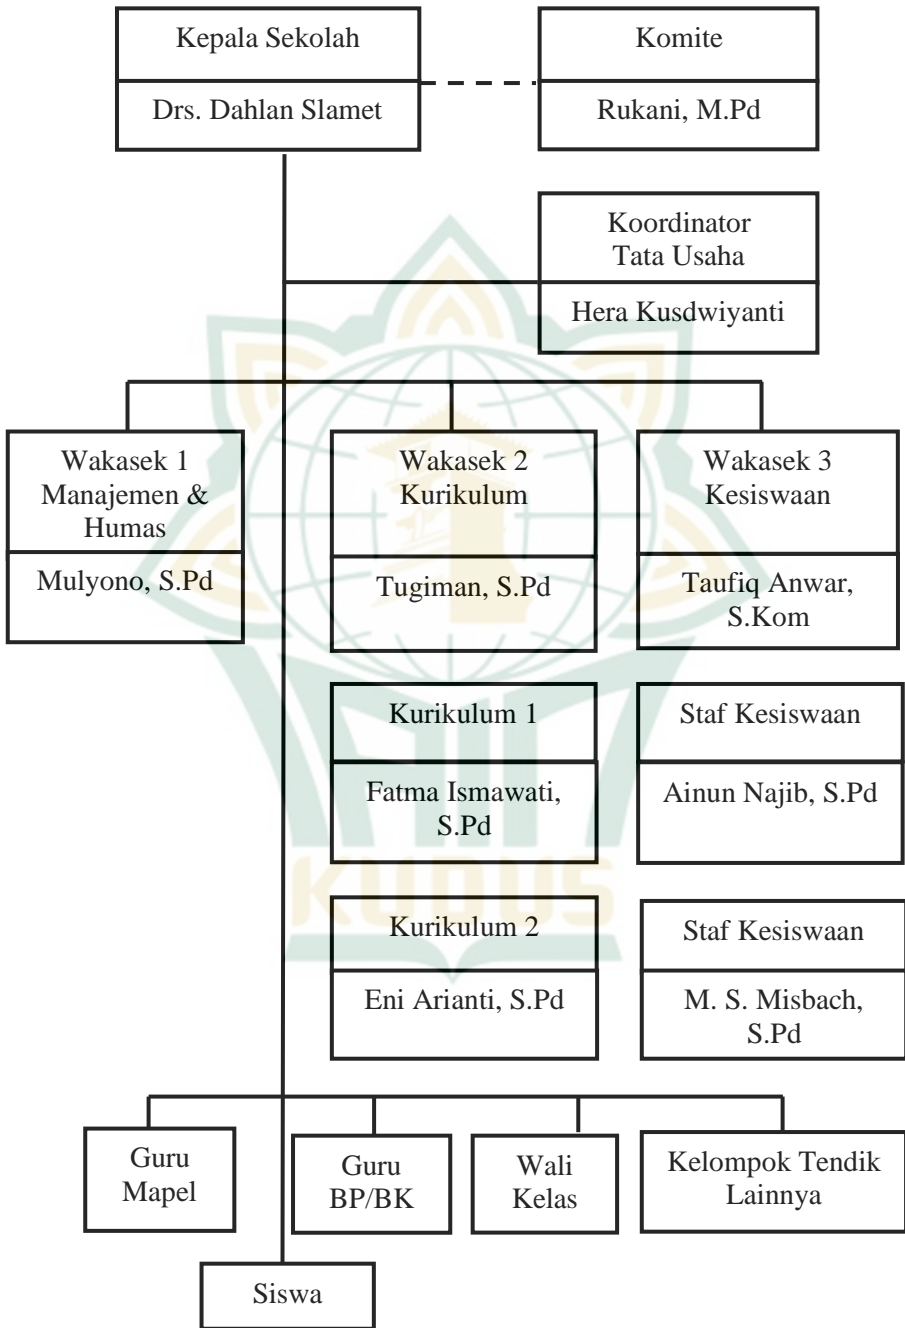 Kepala Sekolah
Drs. Dahlan Slamet
Komite
Rukani, M.Pd
Koordinator
Tata Usaha
Hera Kusdwiyanti
Wakasek 1
Manajemen &
Humas
Mulyono, S.Pd
Wakasek 2
Kurikulum
Tugiman, S.Pd
Wakasek 3
Kesiswaan
Taufiq Anwar,
S.Kom
Kurikulum 1
Fatma Ismawati,
S.Pd
Staf Kesiswaan
Ainun Najib, S.Pd
Kurikulum 2
Eni Arianti, S.Pd
Staf Kesiswaan
M. S. Misbach,
S.Pd
KUDUS
Guru
Mapel
Guru
BP/BK
Wali
Kelas
Kelompok Tendik
Lainnya
Siswa